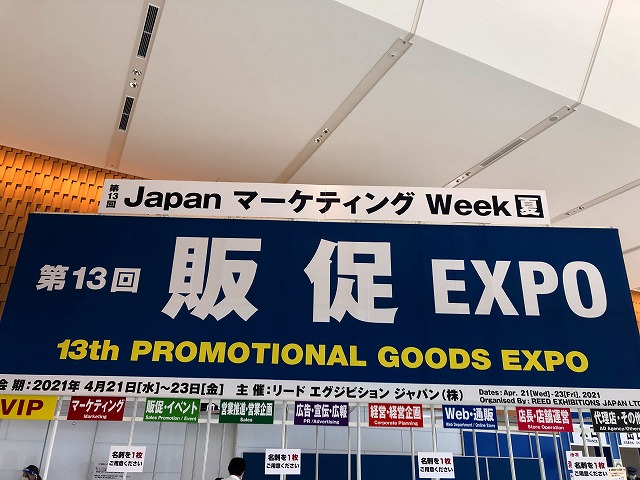 第13回 Japan マーケティング Week 夏
第13回 販促 EXPO
13th PROMOTIONAL GOODS EXPO
会 期：2021年 4月21日[水]～23日[金] 主 催：リード エグジビション ジャパン（株）
Dates: Apr. 21(Wed) - 23(Fri), 2021
Organised By: REED EXHIBITIONS JAPAN LTD
VIP
マーケティング
Marketing
販促・イベント
Sales Promotion / Event
営業推進・営業企画
Sales
広告・宣伝・広報
PR /Advertising
経営・経営企画
Corporate Planning
Web・通販
Web Department / Online Store
店長・店舗運営
Store Operation
代理店・その他
AD Agency/Others
名刺を1枚
ご用意ください
名刺を1枚
ご用意ください
名刺を1枚
ご用意ください
名刺を1枚
ご用意ください